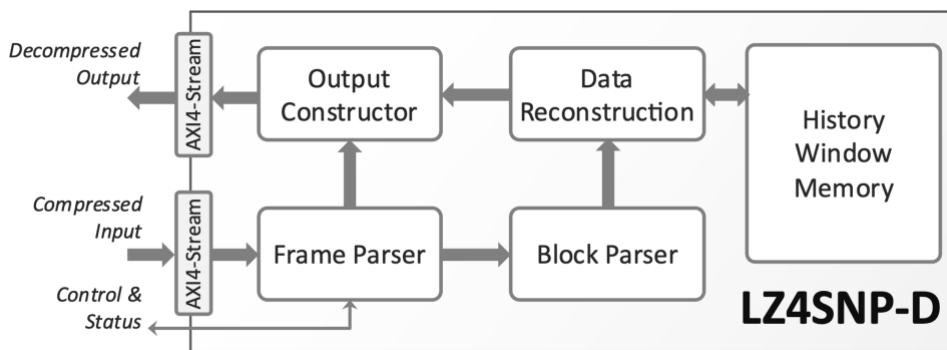 Decompressed
Output
AXI4-Stream
Output
Constructor
Data
Reconstruction
History
Window
Memory
Compressed
Input
AXI4-Stream
Frame Parser
Block Parser
Control &
Status
LZ4SNP-D